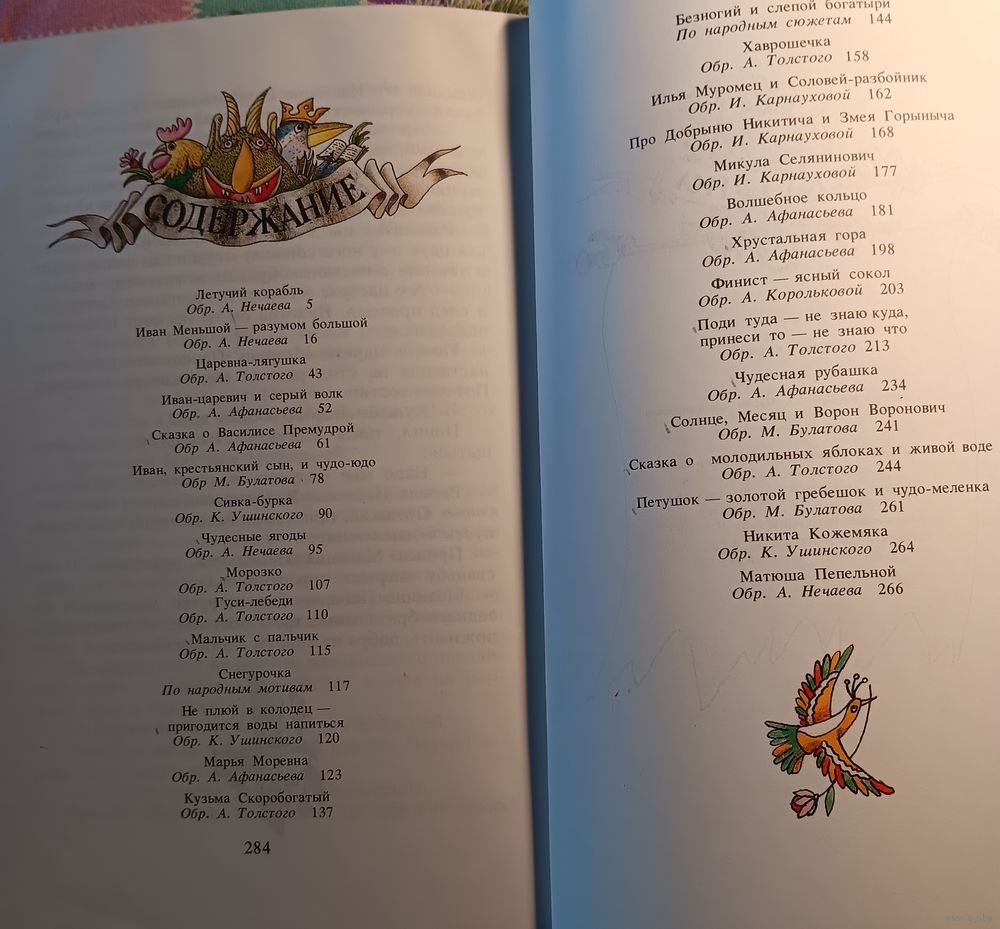 СОДЕРЖАНИЕ
Летучий корабль
Обр. А. Нечаева 5
Иван Меньшой — разумом большой
Обр. А. Нечаева 16
Царевна-лягушка
Обр. А. Толстого 43
Иван-царевич и серый волк
Обр. А. Афанасьева 52
Сказка о Василисе Премудрой
Обр А. Афанасьева 61
Иван, крестьянский сын, и чудо-юдо
Обр М. Булатова 78
Сивка-бурка
Обр. К. Ушинского 90
Чудесные ягоды
Обр. А. Нечаева 95
Морозко
Обр. А. Толстого 107
Гуси-лебеди
Обр. А. Толстого 110
Мальчик с пальчик
Обр. А. Толстого 115
Снегурочка
По народным мотивам 117
Не плюй в колодец —
пригодится воды напиться
Обр. К. Ушинского 120
Марья Моревна
Обр. А. Афанасьева 123
Кузьма Скоробогатый
Обр. А. Толстого 137
284
Безногий и слепой богатыри
По народным сюжетам 144
Хаврошечка
Обр. А. Толстого 158
Илья Муромец и Соловей-разбойник
Обр. И. Карнауховой 162
Про Добрыню Никитича и Змея Горыныча
Обр. И. Карнауховой 168
Микула Селянинович
Обр. И. Карнауховой 177
Волшебное кольцо
Обр. А. Афанасьева 181
Хрустальная гора
Обр. А. Афанасьева 198
Финист — ясный сокол
Обр. А. Корольковой 203
Поди туда — не знаю куда,
принеси то — не знаю что
Обр. А. Толстого 213
Чудесная рубашка
Обр. А. Афанасьева 234
Солнце, Месяц и Ворон Воронович
Обр. М. Булатова 241
Сказка о молодильных яблоках и живой воде
Обр. А. Толстого 244
Петушок — золотой гребешок и чудо-меленка
Обр. М. Булатова 261
Никита Кожемяка
Обр. К. Ушинского 264
Матюша Пепельной
Обр. А. Нечаева 266